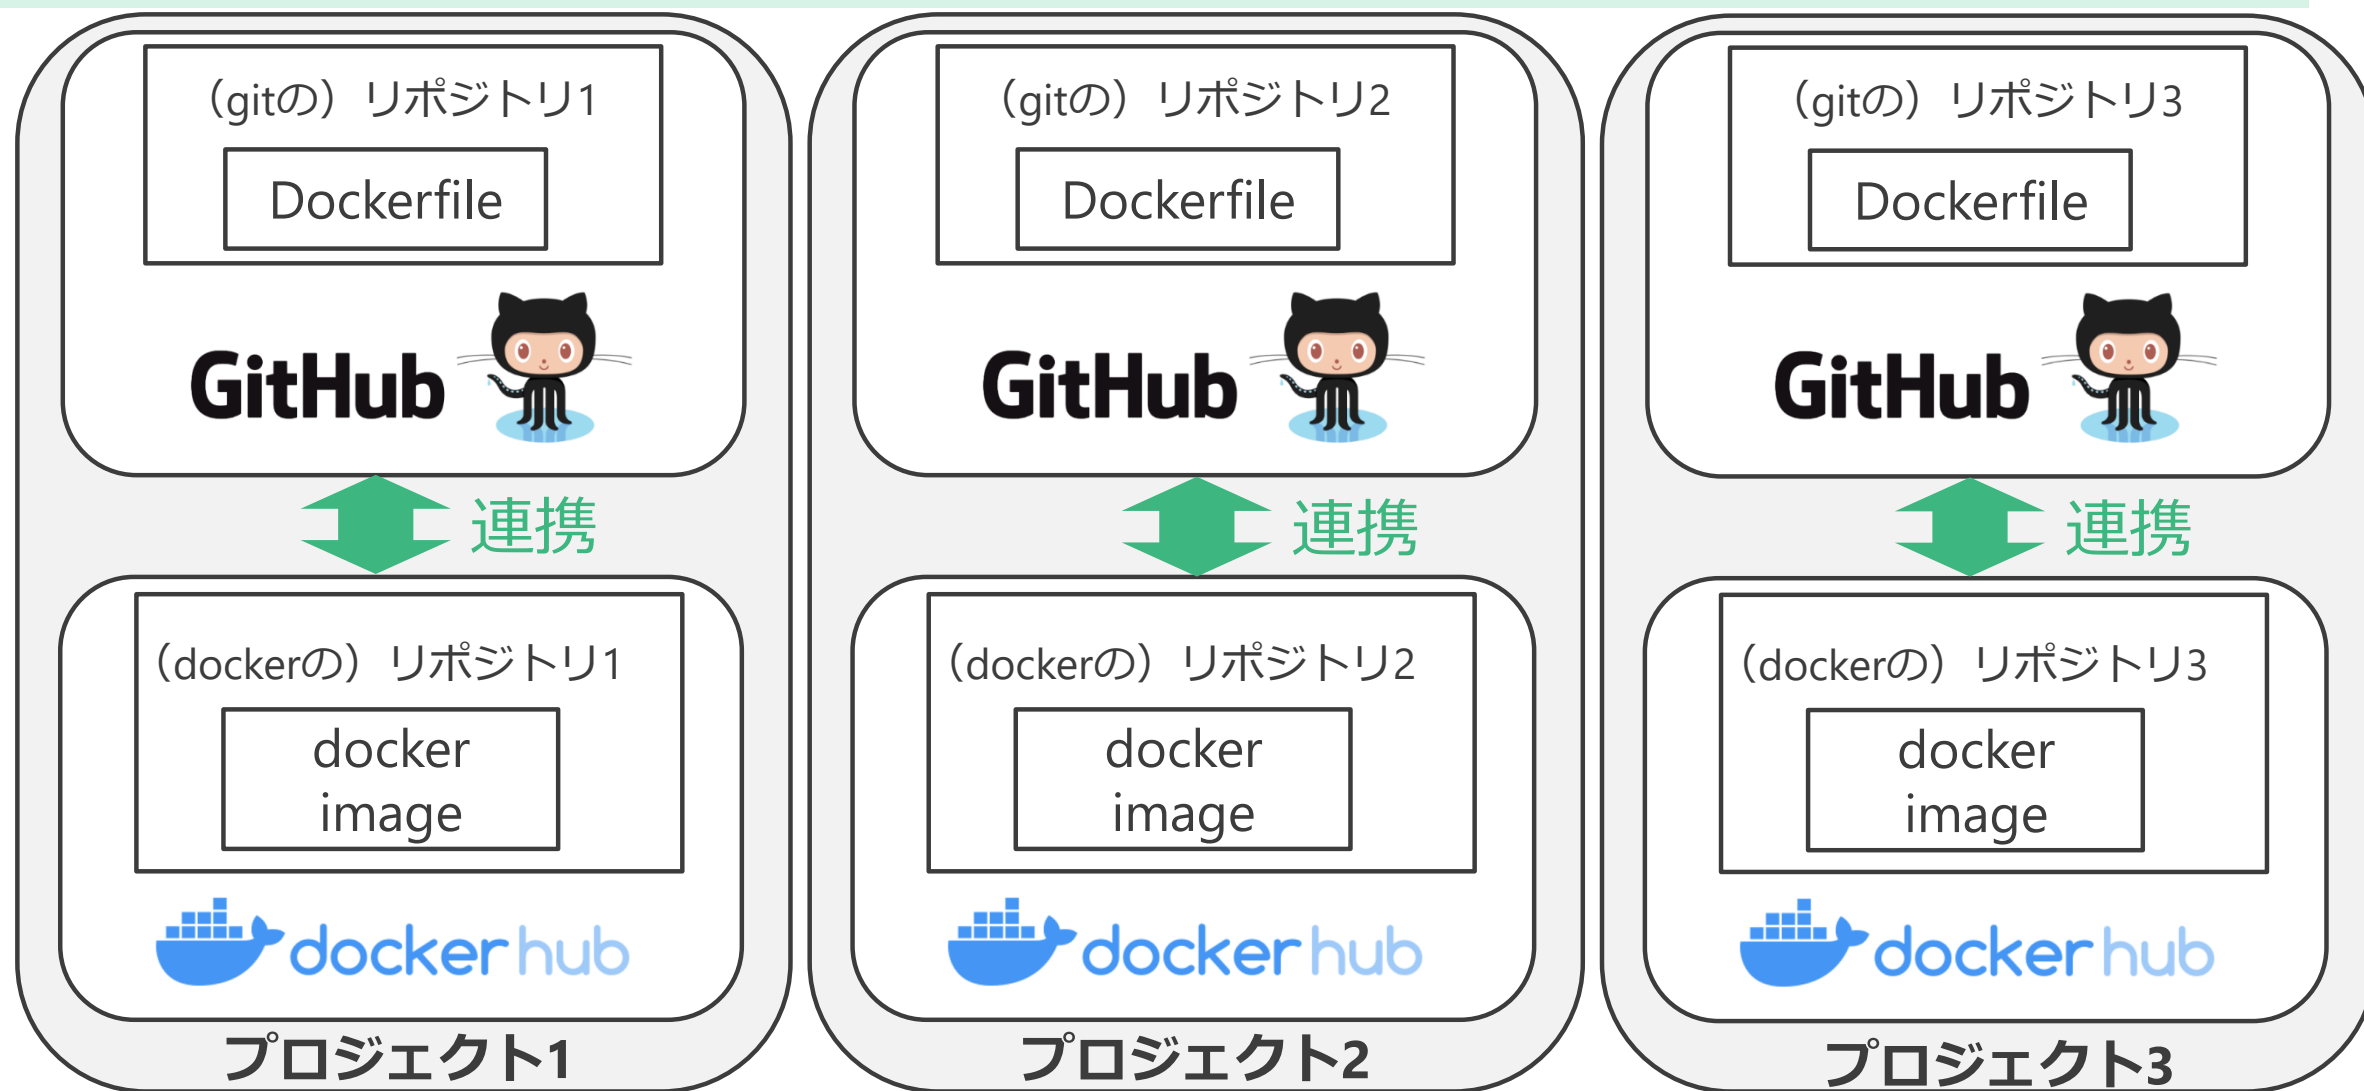 （gitの）リポジトリ1
Dockerfile
GitHub
連携
（dockerの）リポジトリ1
docker
image
docker hub
プロジェクト1
（gitの）リポジトリ2
Dockerfile
GitHub
連携
（dockerの）リポジトリ2
docker
image
docker hub
プロジェクト2
（gitの）リポジトリ3
Dockerfile
GitHub
連携
（dockerの）リポジトリ3
docker
image
docker hub
プロジェクト3